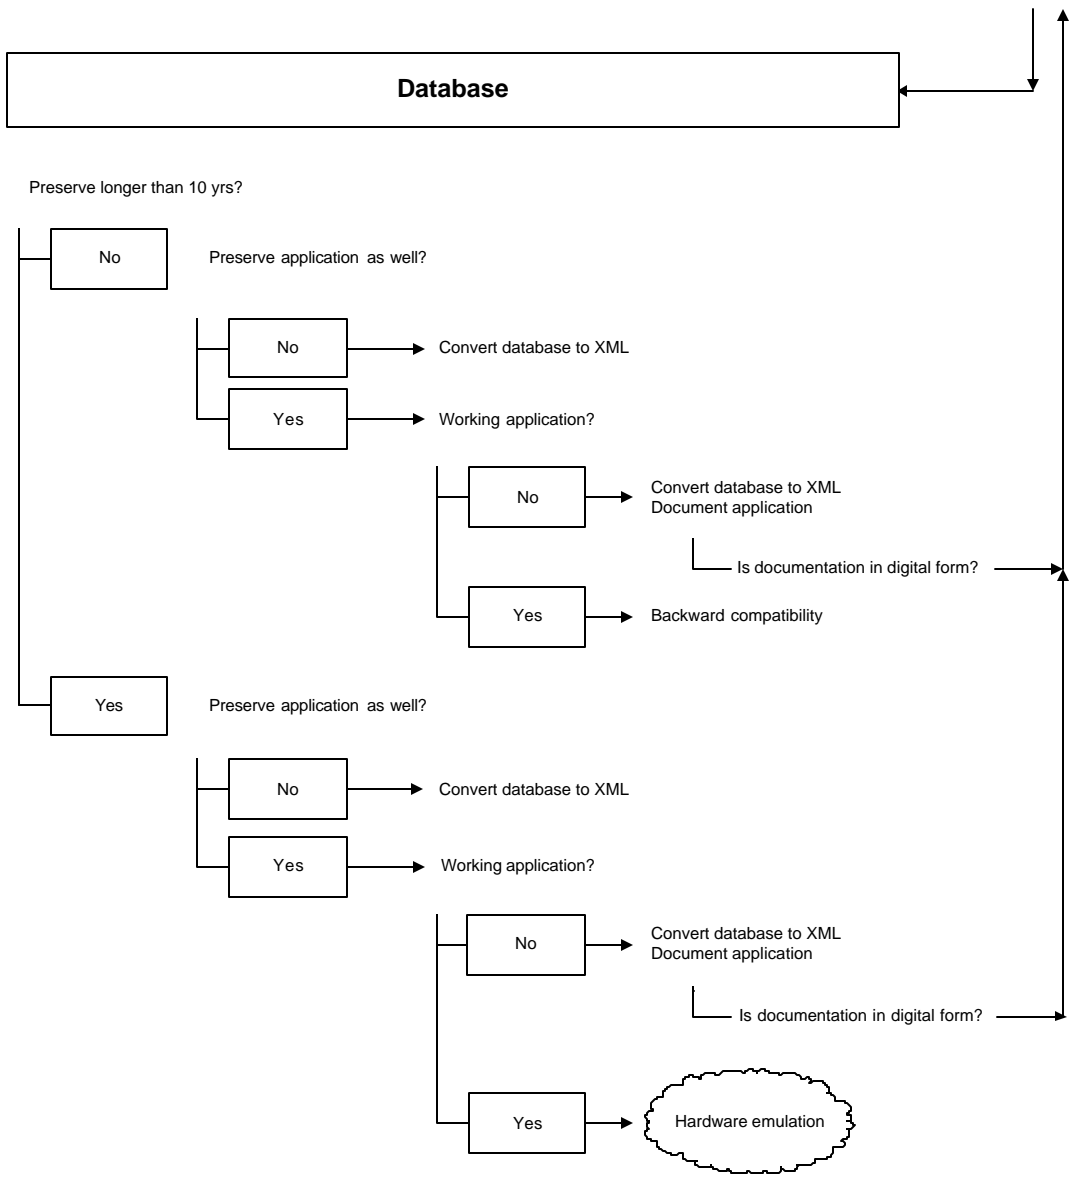 Database
Preserve longer than 10 yrs?
No
Preserve application as well?
No
Convert database to XML
Yes
Working application?
No
Convert database to XML
Document application
Is documentation in digital form?
Yes
Backward compatibility
Yes
Preserve application as well?
No
Convert database to XML
Yes
Working application?
No
Convert database to XML
Document application
Is documentation in digital form?
Yes
Hardware emulation